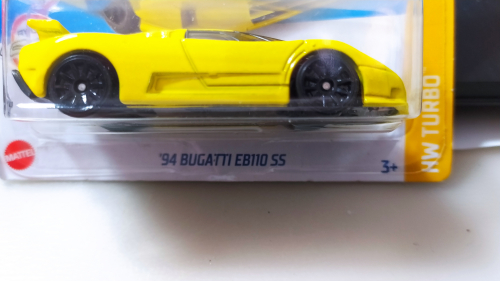 MATTEL
'94 BUGATTI EB110 SS
3+
HW TURBO